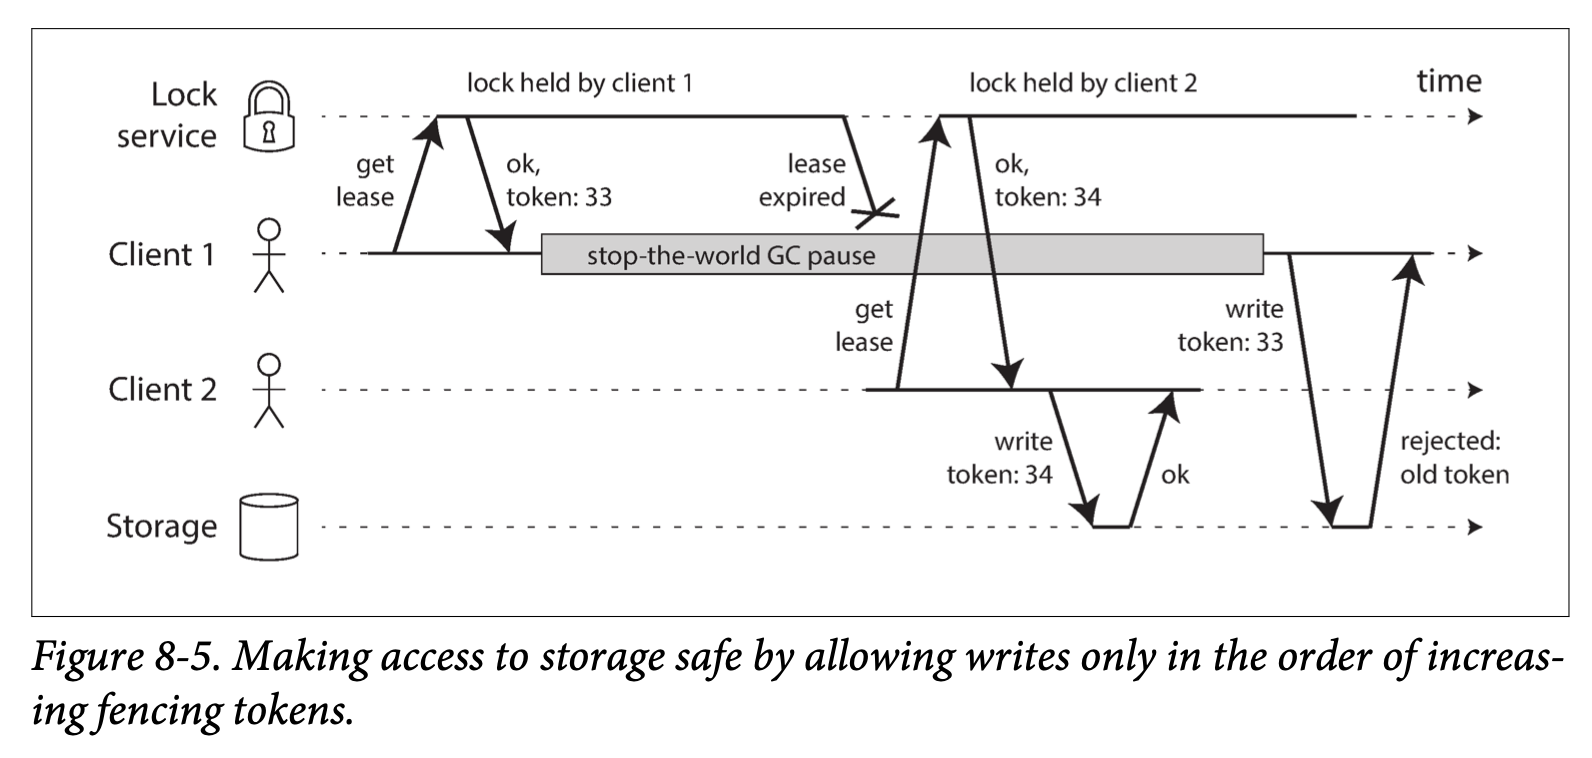 lock held by client 1
lock held by client 2
time
Lock
service
get
lease
ok,
token: 33
lease
expired
ok,
token: 34
Client 1
stop-the-world GC pause
get
lease
write
token: 33
Client 2
write
token: 34
ok
rejected:
old token
Storage
Figure 8-5. Making access to storage safe by allowing writes only in the order of increas-
ing fencing tokens.